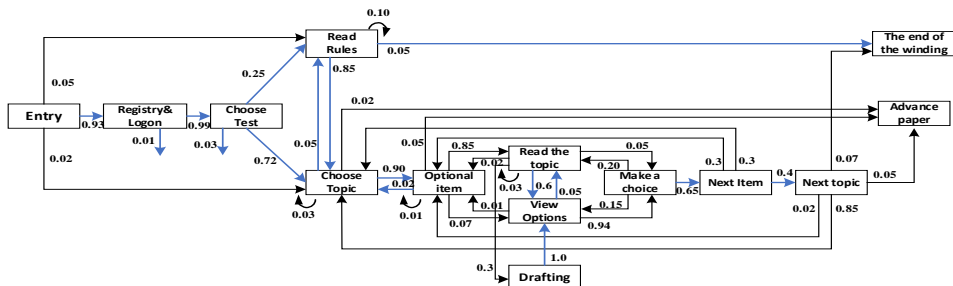 0.10
Read
Rules
0.05
The end of
the winding
0.05
0.25
0.85
Entry
0.93
Registry&
Logon
0.99
Choose
Test
0.02
Advance
paper
0.01
0.03
0.02
0.72
0.05
0.05
0.85
Read the
topic
0.05
0.3
0.3
0.07
0.02
0.20
Choose
Topic
0.90
0.02
Optional
item
0.03
0.6
0.05
Make a
choice
0.65
Next Item
0.4
Next topic
0.05
0.03
0.01
0.07
0.01
View
Options
0.15
0.94
0.02
0.85
0.3
1.0
Drafting